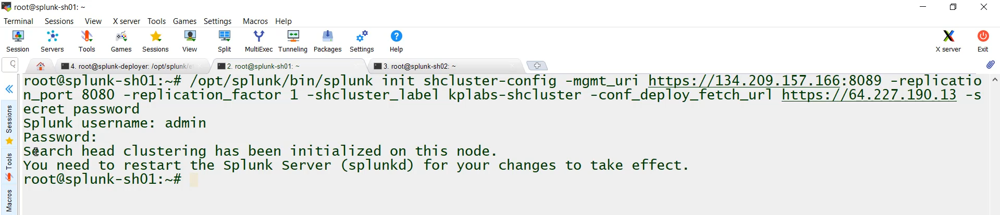 root@splunk-sh01: ~
Terminal Sessions View X server Tools Games Settings Macros Help
Session Servers Tools Games Sessions View Split MultiExec Tunneling Packages Settings Help X server Exit
4. root@splunk-deployer: /opt/splunk/e 2. root@splunk-sh01: ~ 3. root@splunk-sh02: ~
root@splunk-sh01:~# /opt/splunk/bin/splunk init shcluster-config -mgmt_uri https://134.209.157.166:8089 -replicatio
n_port 8080 -replication_factor 1 -shcluster_label kplabs-shcluster -conf_deploy_fetch_url https://64.227.190.13 -s
ecret password
Splunk username: admin
Password:
Search head clustering has been initialized on this node.
You need to restart the Splunk Server (splunkd) for your changes to take effect.
root@splunk-sh01:~#
Sessions
Tools
Macros